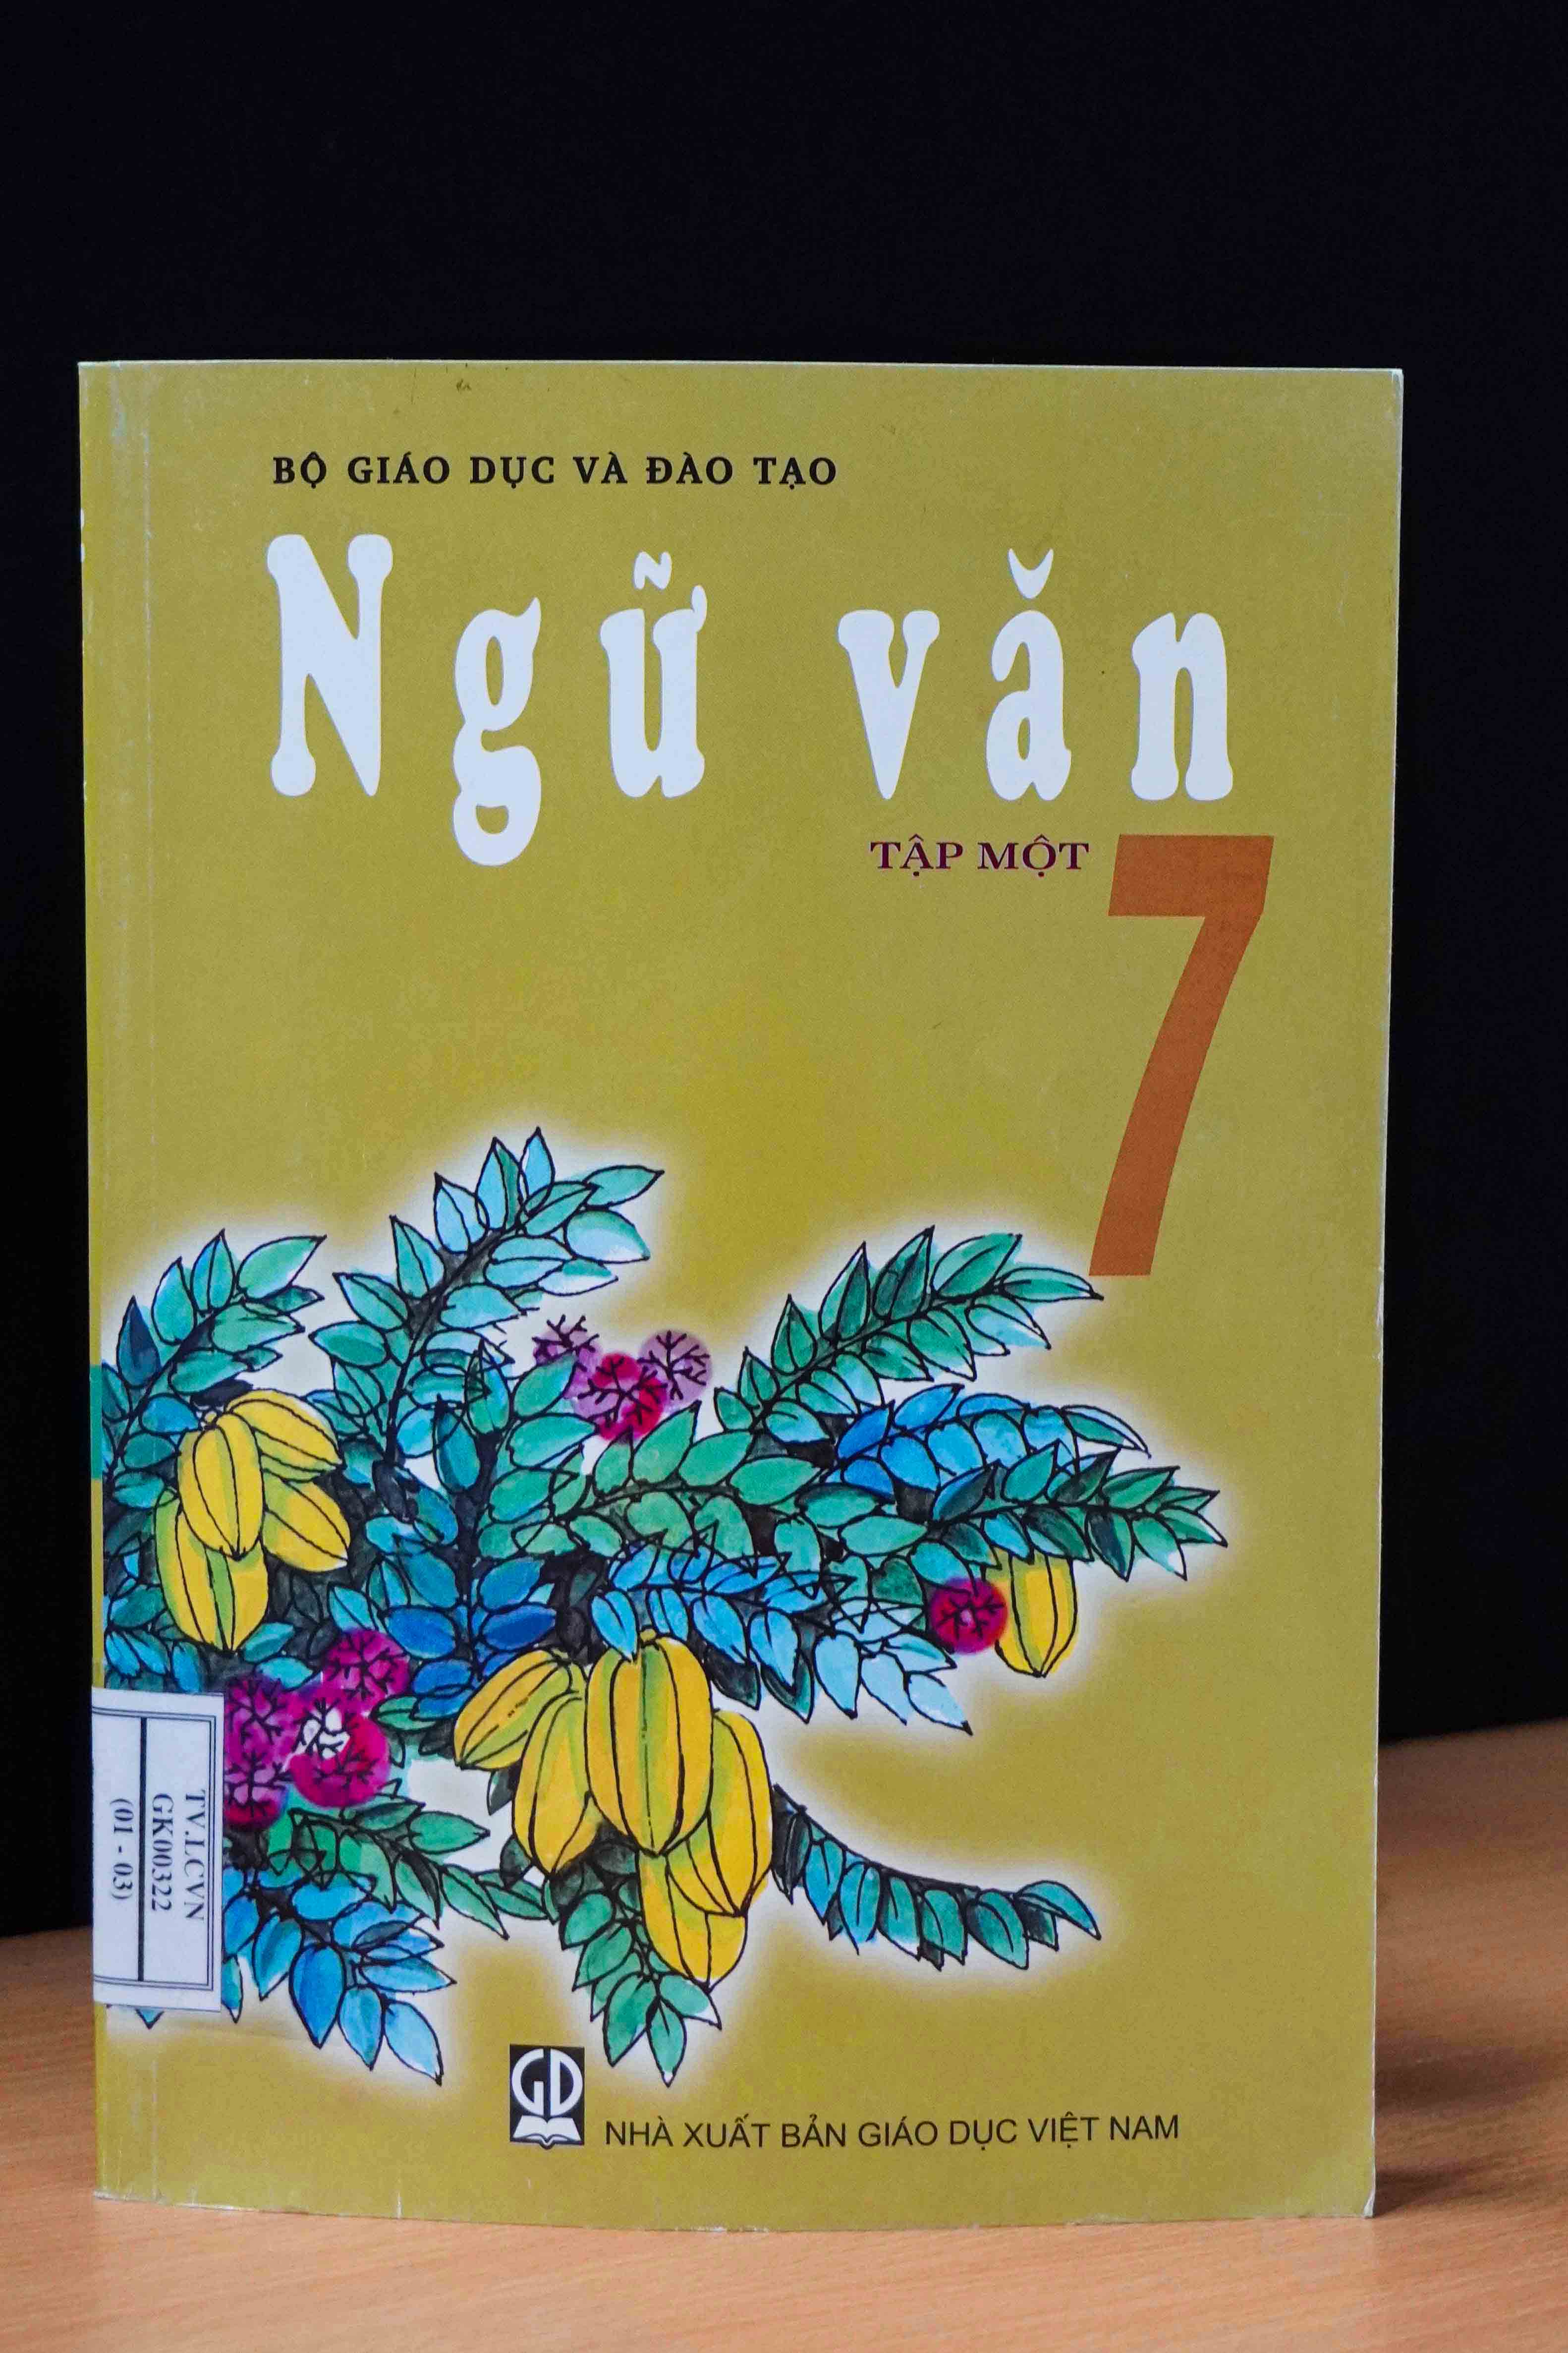 BỘ GIÁO DỤC VÀ ĐÀO TẠO
Ngữ văn
TẬP MỘT
7
TV.LCVN
GK00322
(01 - 03)
GD
NHÀ XUẤT BẢN GIÁO DỤC VIỆT NAM